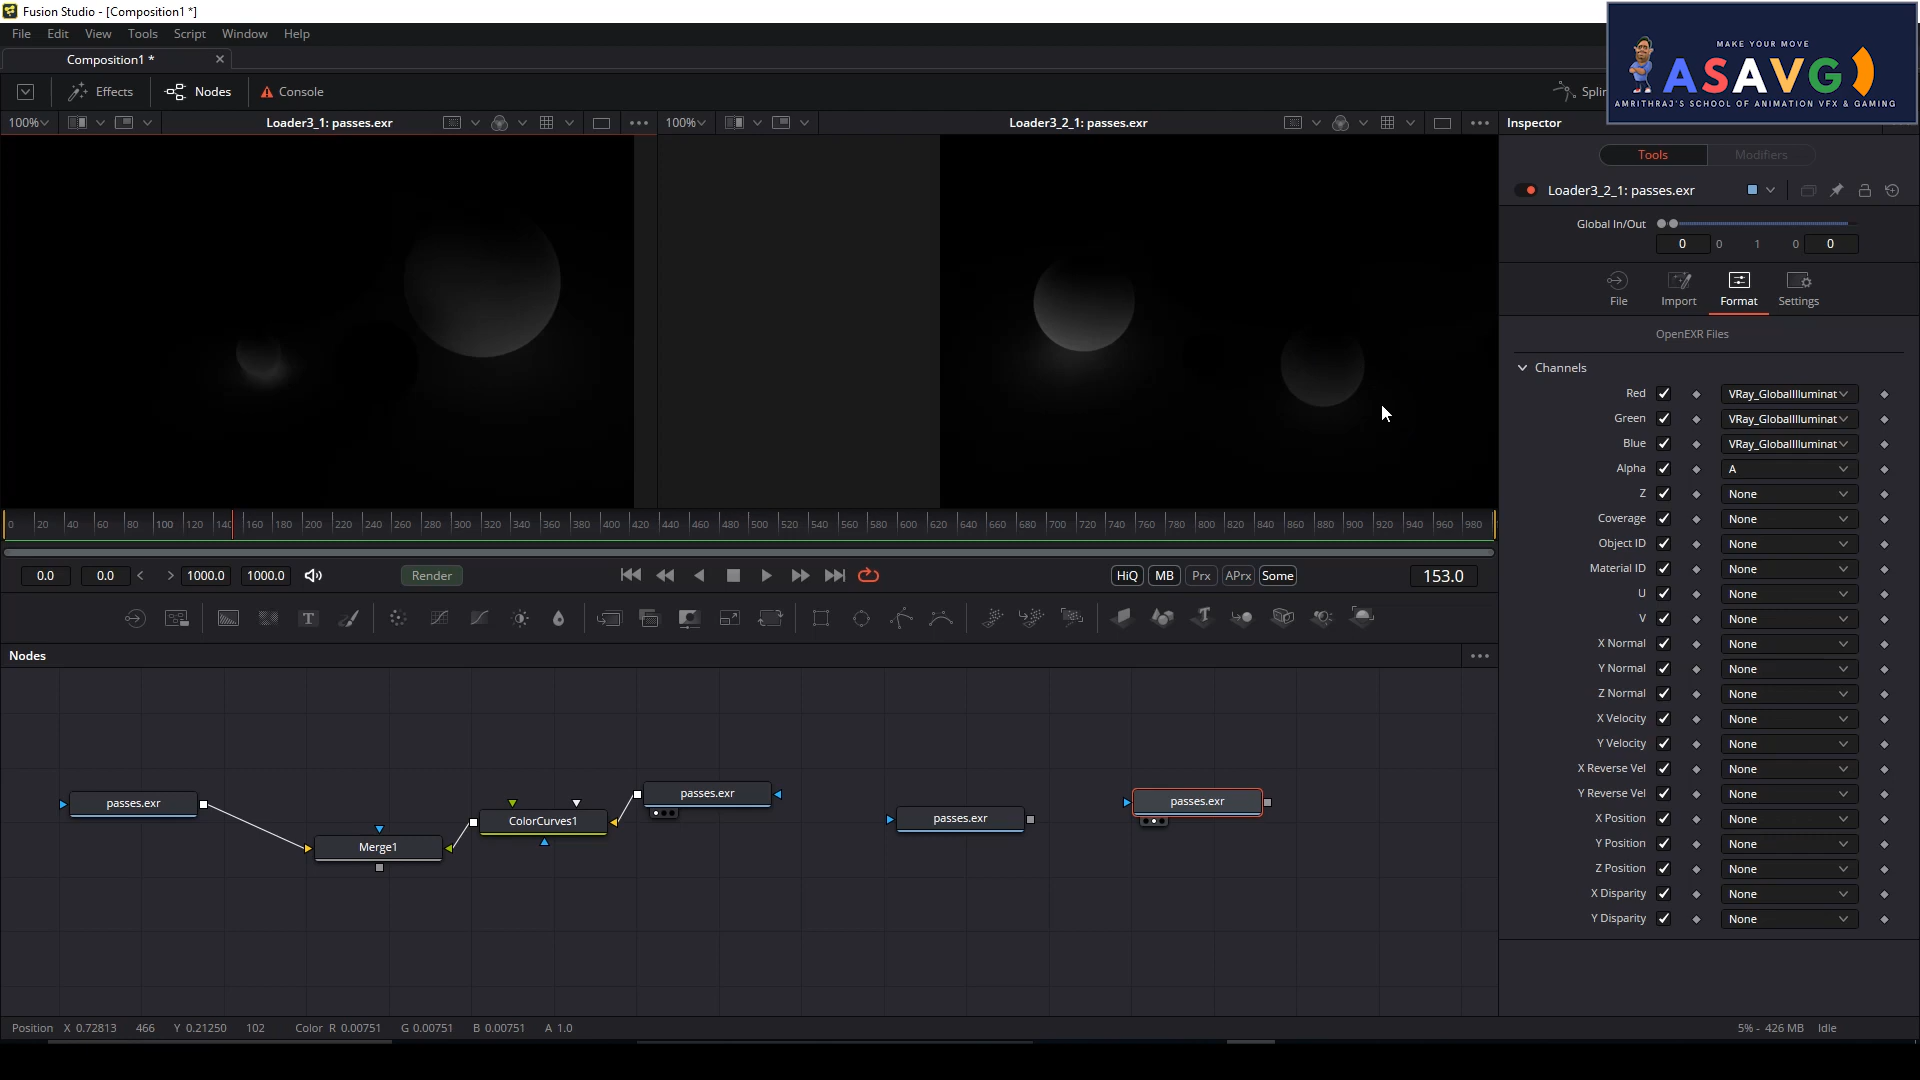 Fusion Studio - [Composition1 *]
File Edit View Tools Script Window Help
MAKE YOUR MOVE
ASAVG
AMRITHRAJ'S SCHOOL OF ANIMATION VFX & GAMING
Composition1 *
Effects Nodes Console
100% Loader3_1: passes.exr 100% Loader3_2_1: passes.exr Inspector
Tools Modifiers
Loader3_2_1: passes.exr
Global In/Out
0 0 1 0 0
File Import Format Settings
OpenEXR Files
Channels
Red VRay_GlobalIlluminat
Green VRay_GlobalIlluminat
Blue VRay_GlobalIlluminat
Alpha A
Z None
Coverage None
Object ID None
Material ID None
U None
V None
X Normal None
Y Normal None
Z Normal None
X Velocity None
Y Velocity None
X Reverse Vel None
Y Reverse Vel None
X Position None
Y Position None
Z Position None
X Disparity None
Y Disparity None
0 20 40 60 80 100 120 160 180 200 220 240 260 280 300 320 340 360 380 400 420 440 460 480 500 520 540 560 580 600 620 640 660 680 700 720 740 760 780 800 820 840 860 880 900 920 940 960 980
0.0 0.0 1000.0 1000.0 Render HiQ MB Prx APrx Some 153.0
Nodes
passes.exr
Merge1
ColorCurves1
passes.exr
passes.exr
passes.exr
Position X 0.72813 466 Y 0.21250 102 Color R 0.00751 G 0.00751 B 0.00751 A 1.0
5% - 426 MB Idle